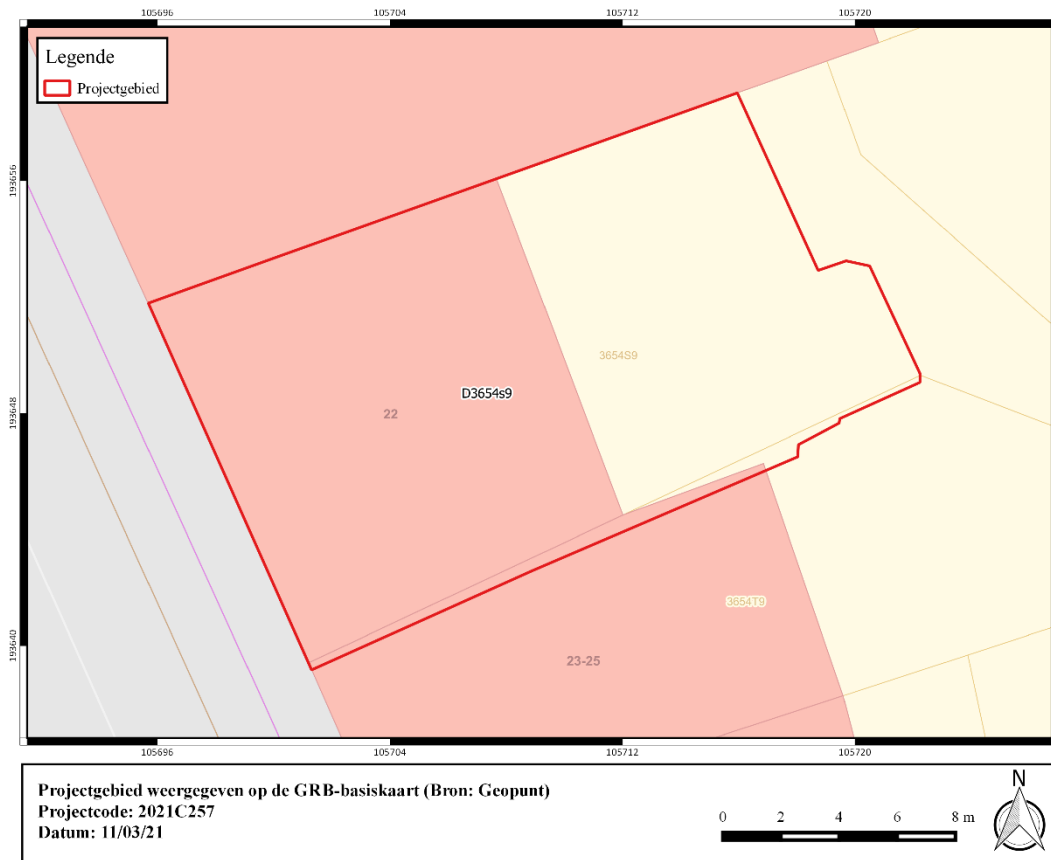 105696 105704 105712 105720
Legende
Projectgebied
193656
193648
193640
3654S9
D3654s9
22
3654T9
23-25
105696 105704 105712 105720
Projectgebied weergegeven op de GRB-basiskaart (Bron: Geopunt)
Projectcode: 2021C257
Datum: 11/03/21
0 2 4 6 8 m
N